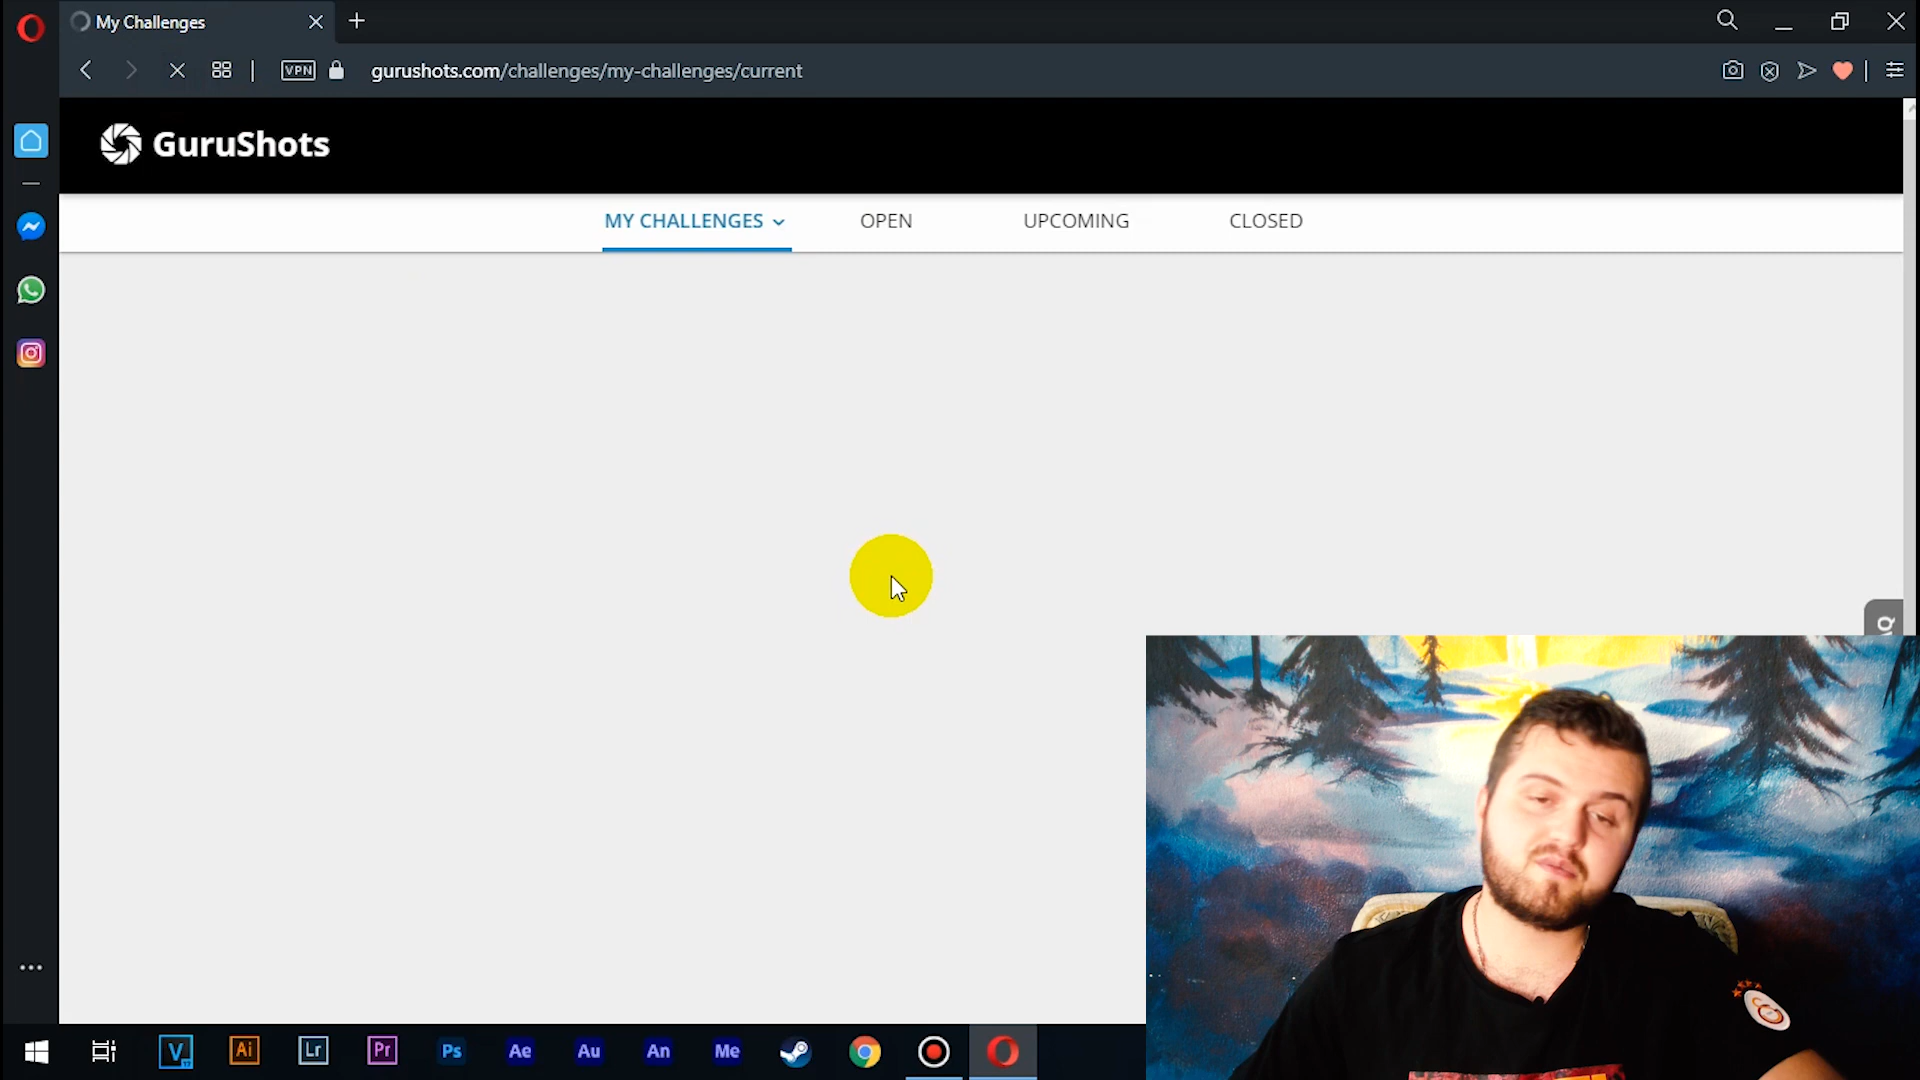 My Challenges
VPN
gurushots.com/challenges/my-challenges/current
GuruShots
MY CHALLENGES
OPEN
UPCOMING
CLOSED
V
Ai
Lr
Pr
Ps
Ae
Au
An
Me